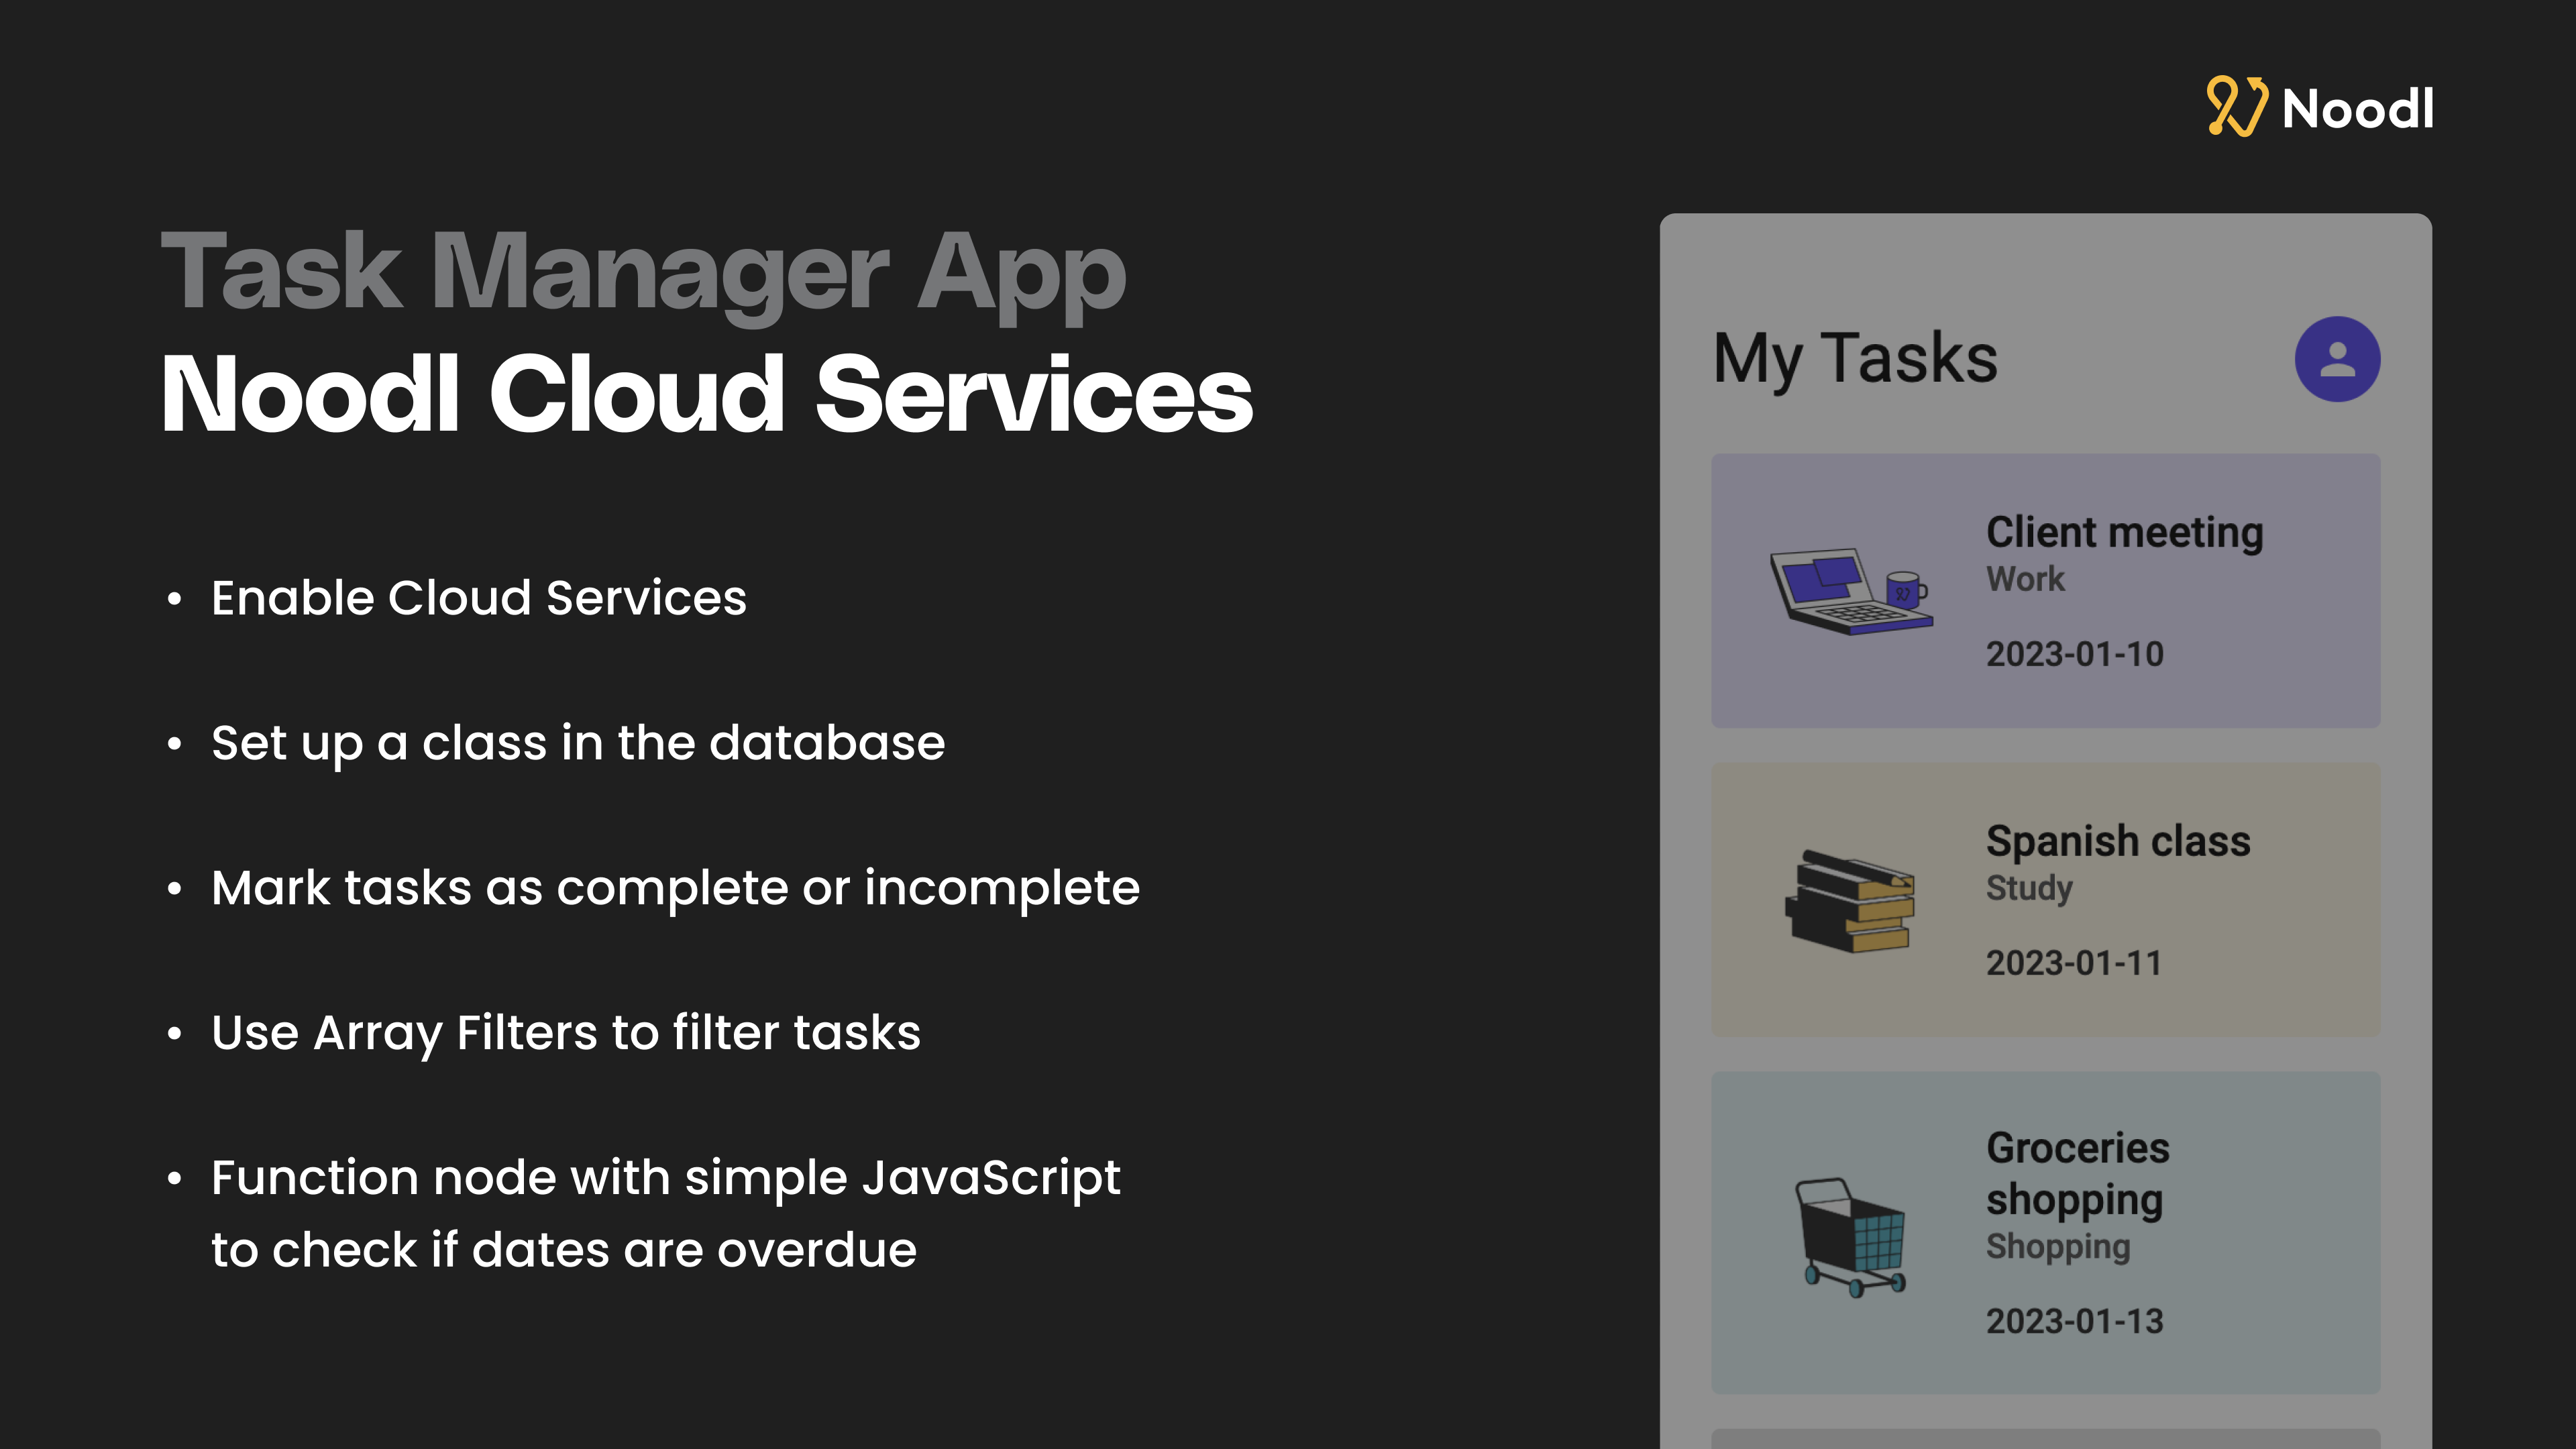 Noodl
Task Manager App
Noodl Cloud Services
• Enable Cloud Services
• Set up a class in the database
• Mark tasks as complete or incomplete
• Use Array Filters to filter tasks
• Function node with simple JavaScript
to check if dates are overdue
My Tasks
Client meeting
Work
2023-01-10
Spanish class
Study
2023-01-11
Groceries
shopping
Shopping
2023-01-13